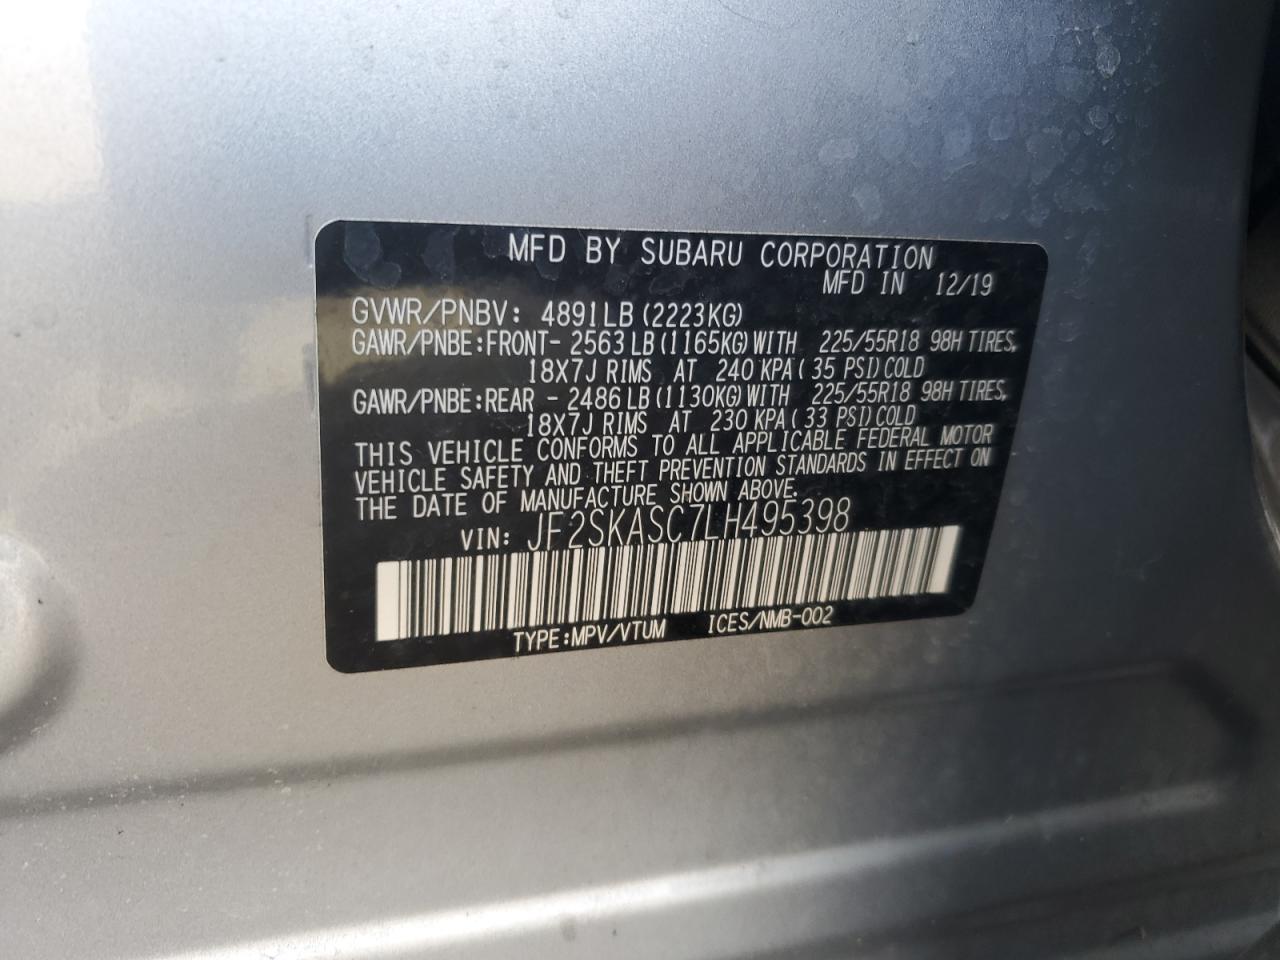 MFD BY SUBARU CORPORATION
MFD IN 12/19
GVWR/PNBV: 4891LB (2223KG)
GAWR/PNBE:FRONT- 2563 LB (1165KG) WITH 225/55R18 98H TIRES,
18X7J RIMS AT 240 KPA( 35 PSI)COLD
GAWR/PNBE:REAR - 2486 LB (1130KG) WITH 225/55R18 98H TIRES,
18X7J RIMS AT 230 KPA( 33 PSI)COLD
THIS VEHICLE CONFORMS TO ALL APPLICABLE FEDERAL MOTOR
VEHICLE SAFETY AND THEFT PREVENTION STANDARDS IN EFFECT ON
THE DATE OF MANUFACTURE SHOWN ABOVE.
VIN: JF2SKASC7LH495398
TYPE:MPV/VTUM ICES/NMB-002